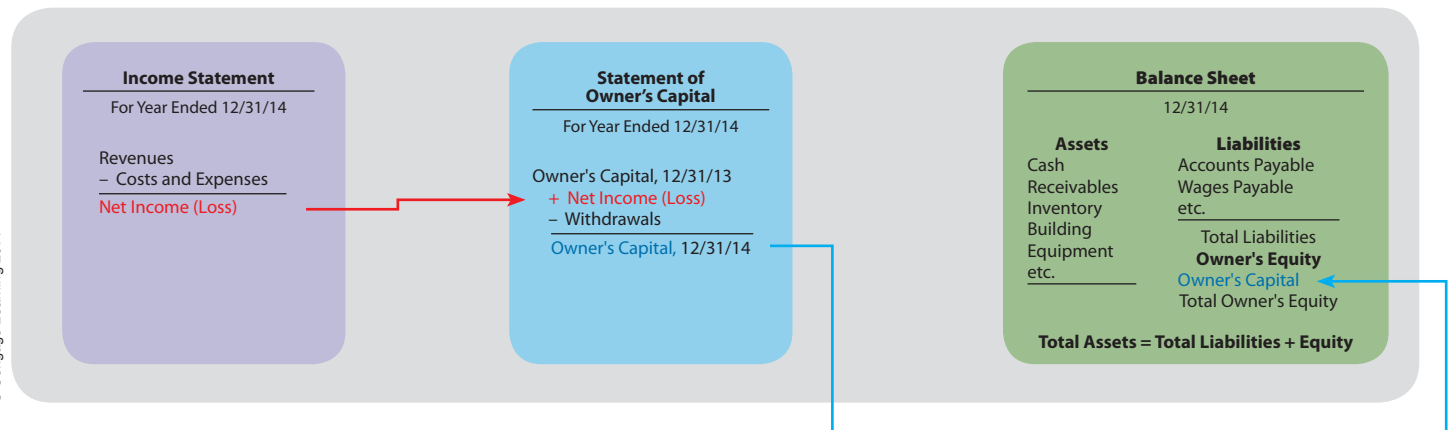 Income Statement
For Year Ended 12/31/14
Revenues
– Costs and Expenses
Net Income (Loss)
Statement of
Owner's Capital
For Year Ended 12/31/14
Owner's Capital, 12/31/13
+ Net Income (Loss)
– Withdrawals
Owner's Capital, 12/31/14
Balance Sheet
12/31/14
Assets
Cash
Receivables
Inventory
Building
Equipment
etc.
Liabilities
Accounts Payable
Wages Payable
etc.
Total Liabilities
Owner's Equity
Owner's Capital
Total Owner's Equity
Total Assets = Total Liabilities + Equity